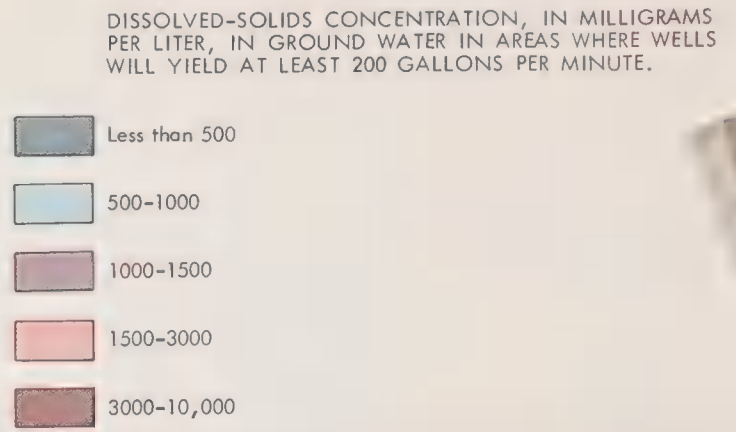 DISSOLVED-SOLIDS CONCENTRATION, IN MILLIGRAMS
PER LITER, IN GROUND WATER IN AREAS WHERE WELLS
WILL YIELD AT LEAST 200 GALLONS PER MINUTE.
Less than 500
500-1000
1000-1500
1500-3000
3000-10,000